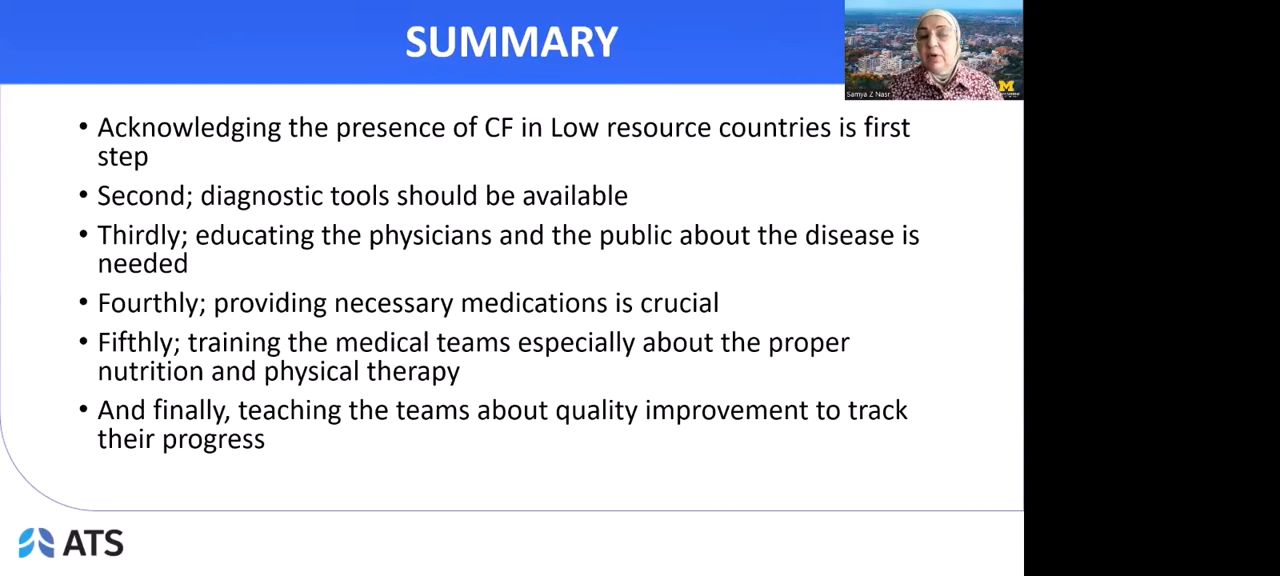 SUMMARY
Samya Z Nasr
• Acknowledging the presence of CF in Low resource countries is first
step
• Second; diagnostic tools should be available
• Thirdly; educating the physicians and the public about the disease is
needed
• Fourthly; providing necessary medications is crucial
• Fifthly; training the medical teams especially about the proper
nutrition and physical therapy
• And finally, teaching the teams about quality improvement to track
their progress
ATS